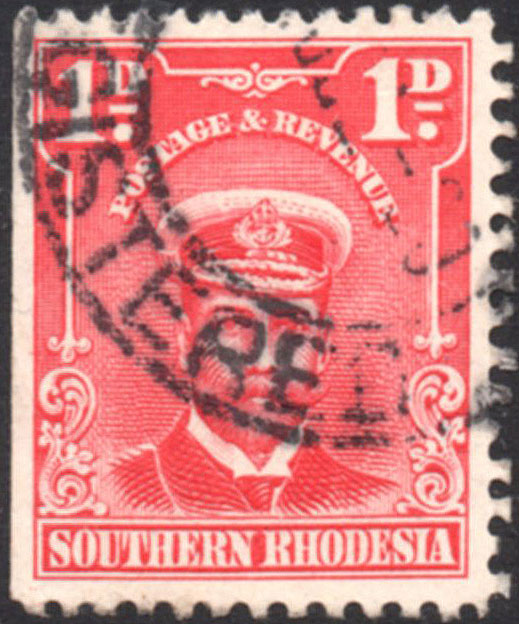 1D. 1D.
POSTAGE & REVENUE
SOUTHERN RHODESIA